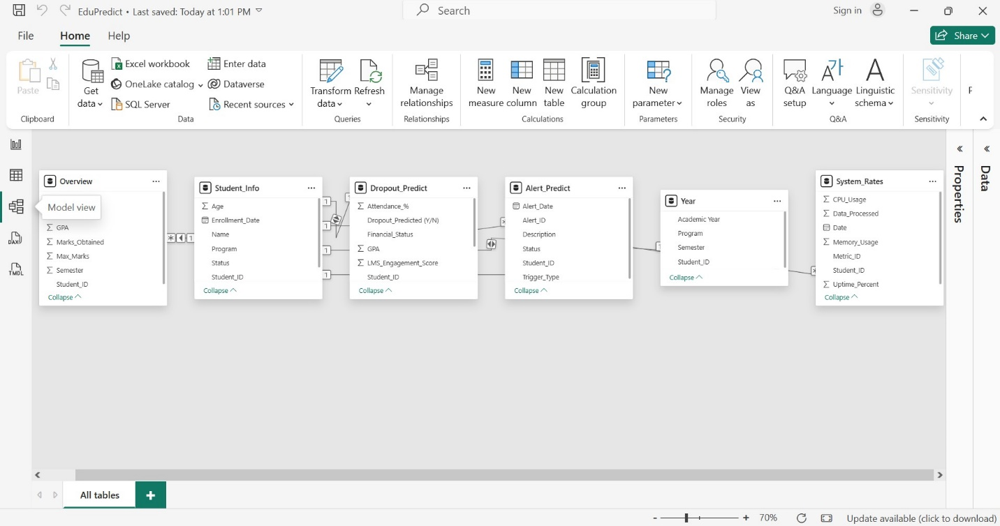 EduPredict • Last saved: Today at 1:01 PM
Search
Sign in
File
Home
Help
Share
Paste
Clipboard
Get data
Excel workbook
OneLake catalog
SQL Server
Enter data
Dataverse
Recent sources
Data
Transform data
Refresh
Queries
Manage relationships
Relationships
New measure
New column
New table
Calculation group
Calculations
New parameter
Parameters
Manage roles
View as
Security
Q&A setup
Language
Linguistic schema
Q&A
Sensitivity
Sensitivity
P
DAX
TMDL
Model view
Overview
GPA
Marks_Obtained
Max_Marks
Semester
Student_ID
Collapse
* 1
Student_Info
Age
Enrollment_Date
Name
Program
Status
Student_ID
Collapse
1
1
1
1
Dropout_Predict
Attendance_%
Dropout_Predicted (Y/N)
Financial_Status
GPA
LMS_Engagement_Score
Student_ID
Collapse
Alert_Predict
Alert_Date
Alert_ID
Description
Status
Student_ID
Trigger_Type
Collapse
Year
Academic Year
Program
Semester
Student_ID
Collapse
System_Rates
CPU_Usage
Data_Processed
Date
Memory_Usage
Metric_ID
Student_ID
Uptime_Percent
Collapse
Properties
Data
All tables
70%
Update available (click to download)